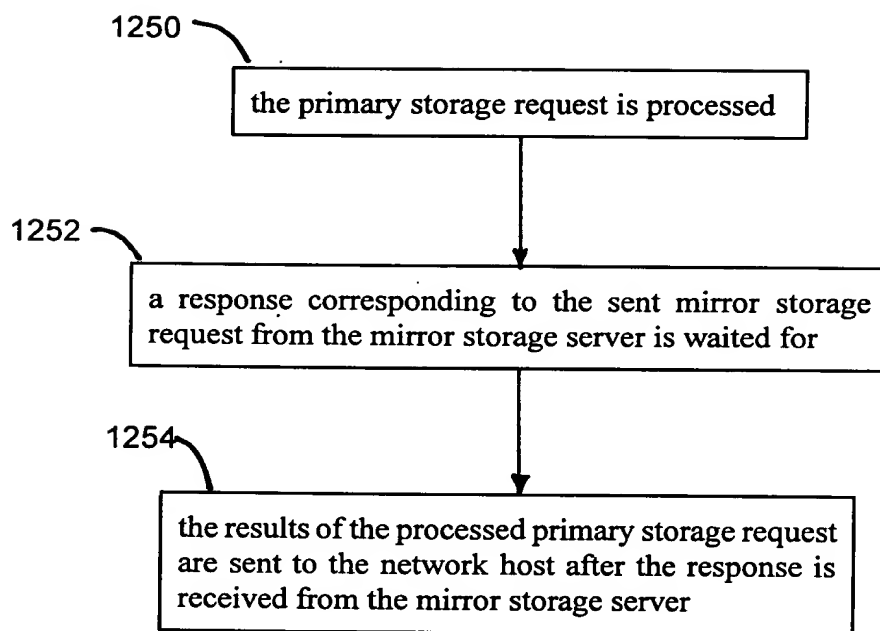 1250
the primary storage request is processed
1252
a response corresponding to the sent mirror storage
request from the mirror storage server is waited for
1254
the results of the processed primary storage request
are sent to the network host after the response is
received from the mirror storage server